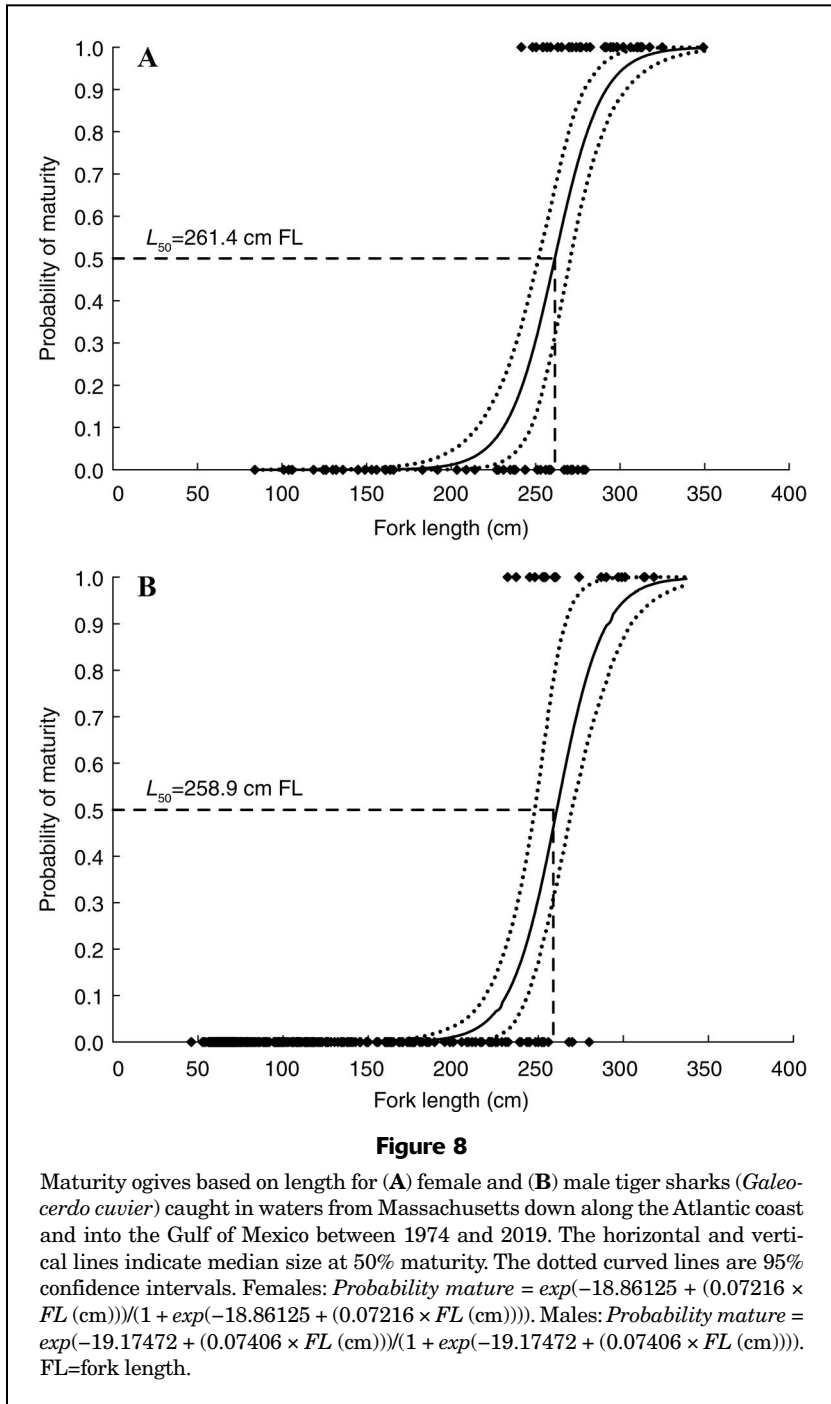 A
1.0
0.9
0.8
0.7
0.6
0.5
0.4
0.3
0.2
0.1
0.0
Probability of maturity
L50=261.4 cm FL
0 50 100 150 200 250 300 350 400
Fork length (cm)
B
1.0
0.9
0.8
0.7
0.6
0.5
0.4
0.3
0.2
0.1
0.0
Probability of maturity
L50=258.9 cm FL
0 50 100 150 200 250 300 350 400
Fork length (cm)
Figure 8
Maturity ogives based on length for (A) female and (B) male tiger sharks (Galeo-
cerdo cuvier) caught in waters from Massachusetts down along the Atlantic coast
and into the Gulf of Mexico between 1974 and 2019. The horizontal and verti-
cal lines indicate median size at 50% maturity. The dotted curved lines are 95%
confidence intervals. Females: Probability mature = exp(−18.86125 + (0.07216 ×
FL (cm)))/(1 + exp(−18.86125 + (0.07216 × FL (cm)))). Males: Probability mature =
exp(−19.17472 + (0.07406 × FL (cm)))/(1 + exp(−19.17472 + (0.07406 × FL (cm)))).
FL=fork length.